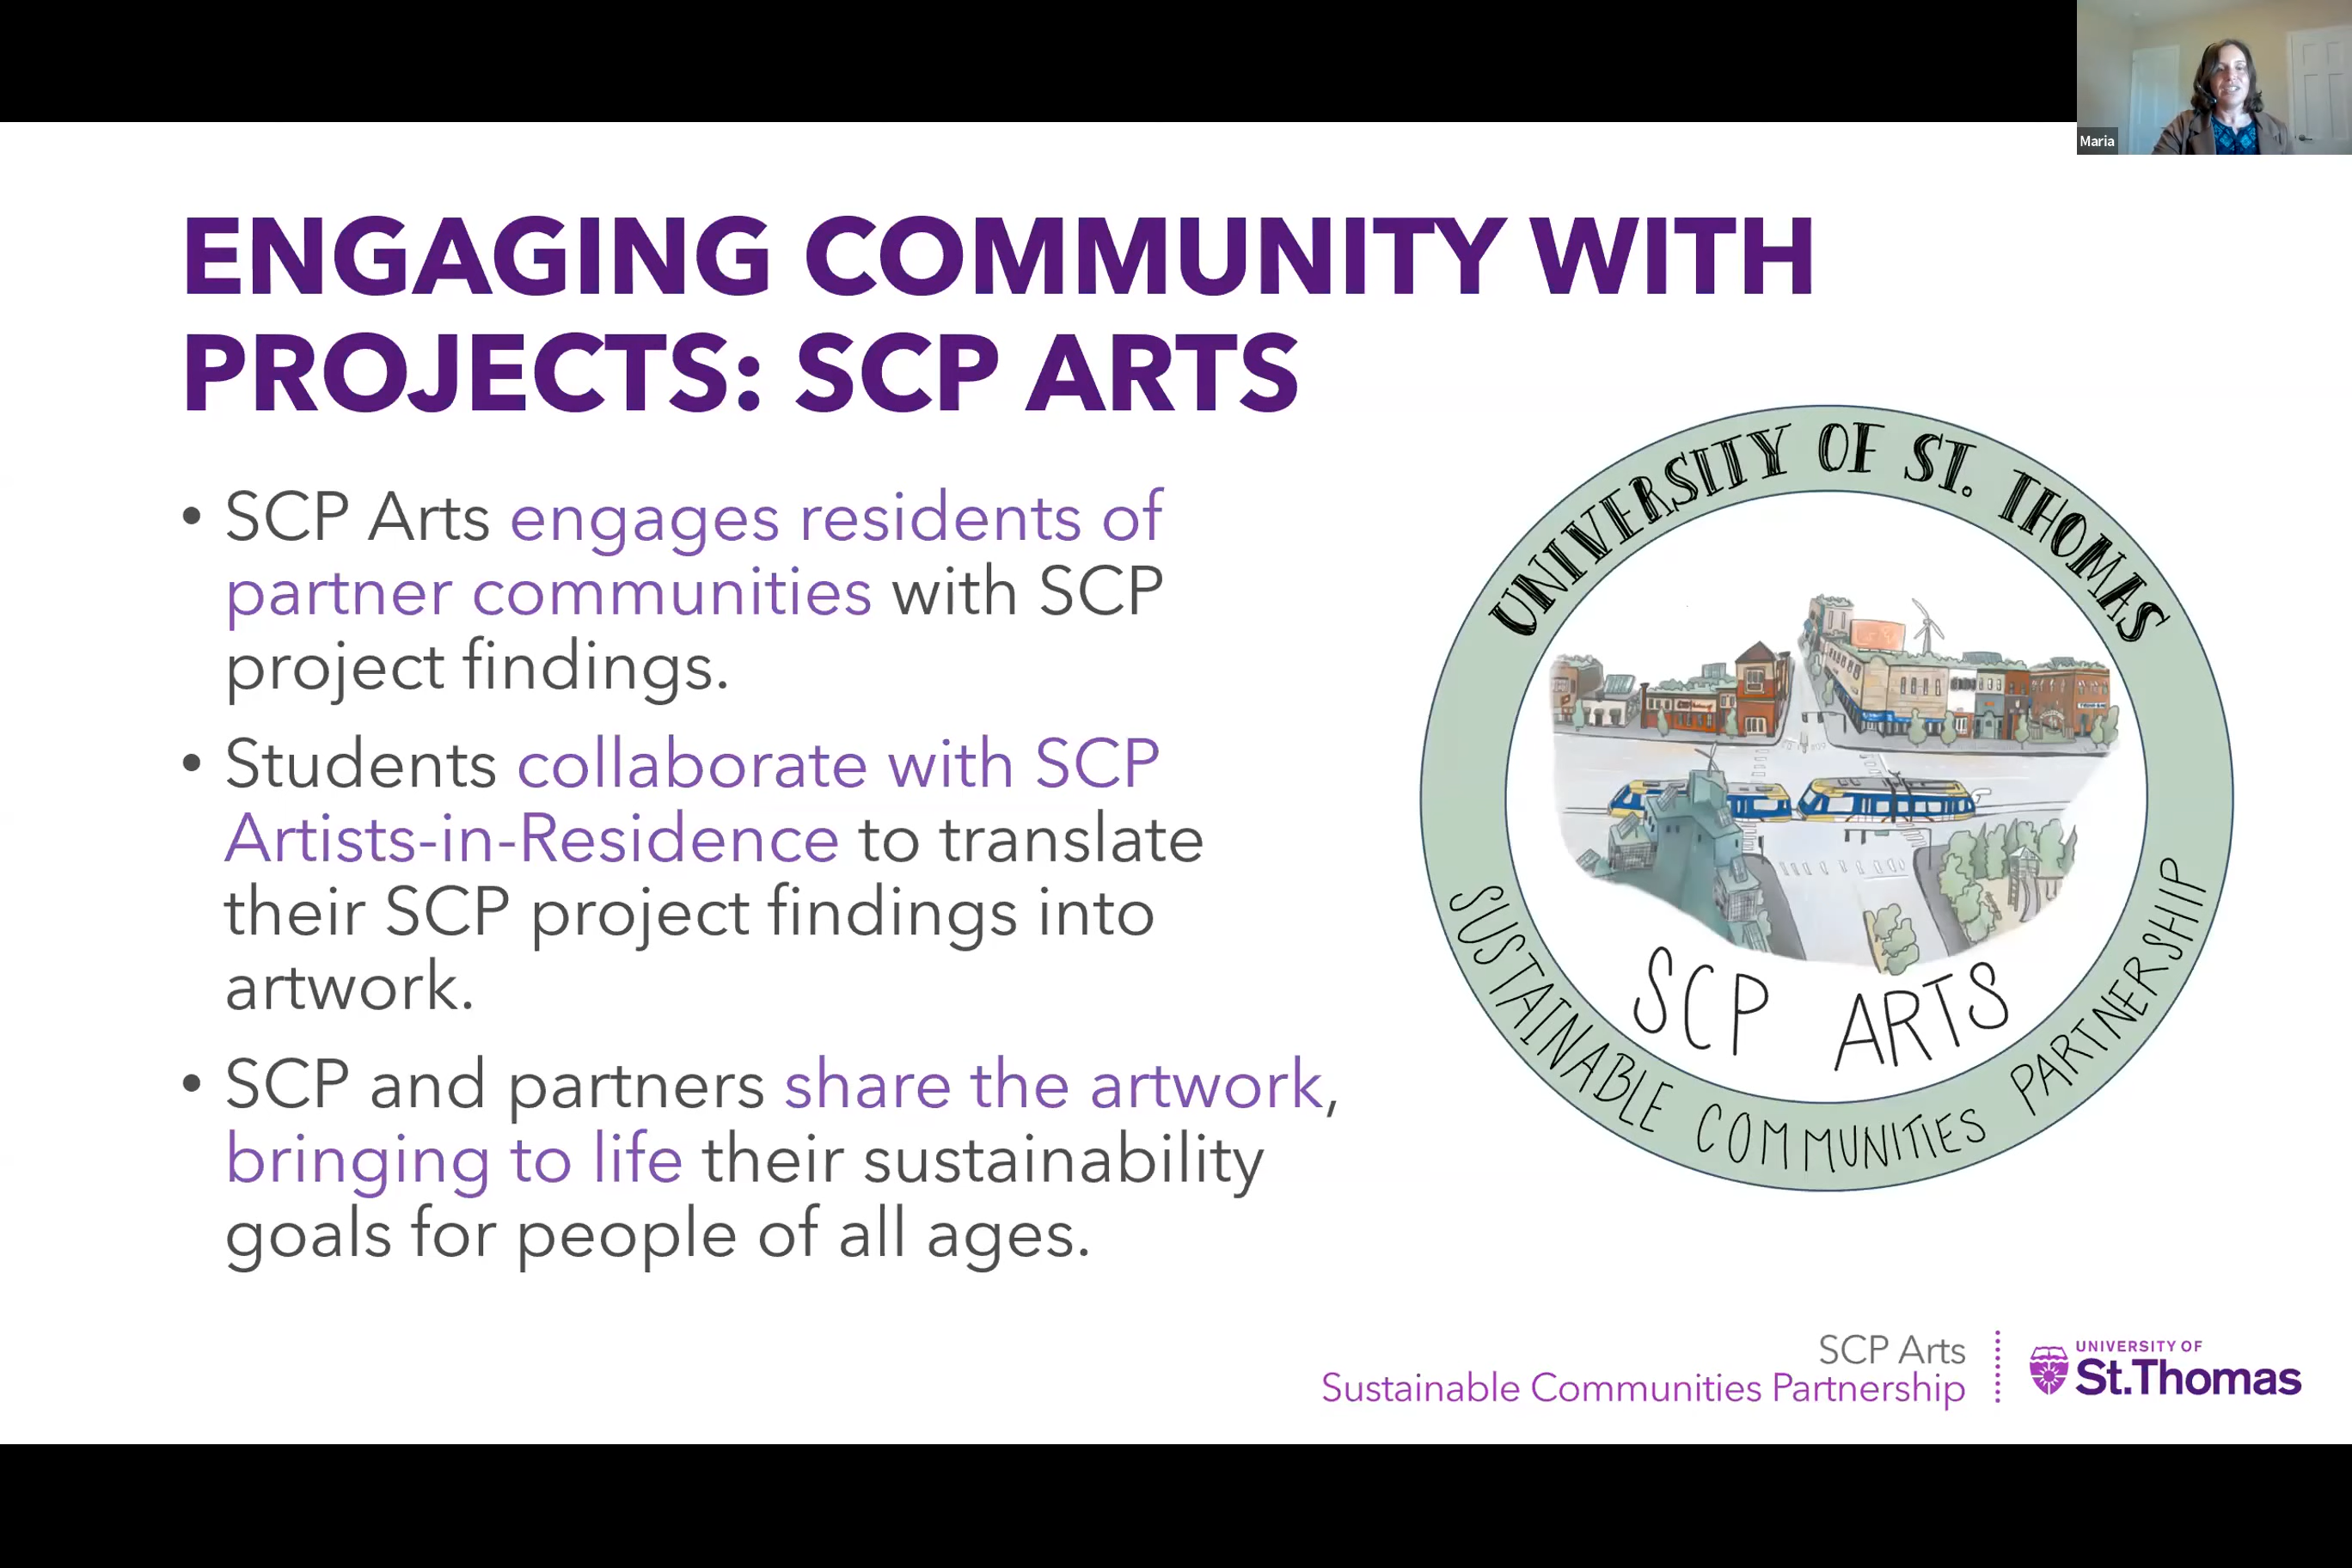 Maria
ENGAGING COMMUNITY WITH
PROJECTS: SCP ARTS
• SCP Arts engages residents of
partner communities with SCP
project findings.
• Students collaborate with SCP
Artists-in-Residence to translate
their SCP project findings into
artwork.
• SCP and partners share the artwork,
bringing to life their sustainability
goals for people of all ages.
UNIVERSITY OF ST. THOMAS
SCP ARTS
SUSTAINABLE COMMUNITIES PARTNERSHIP
SCP Arts
Sustainable Communities Partnership
UNIVERSITY OF
St.Thomas